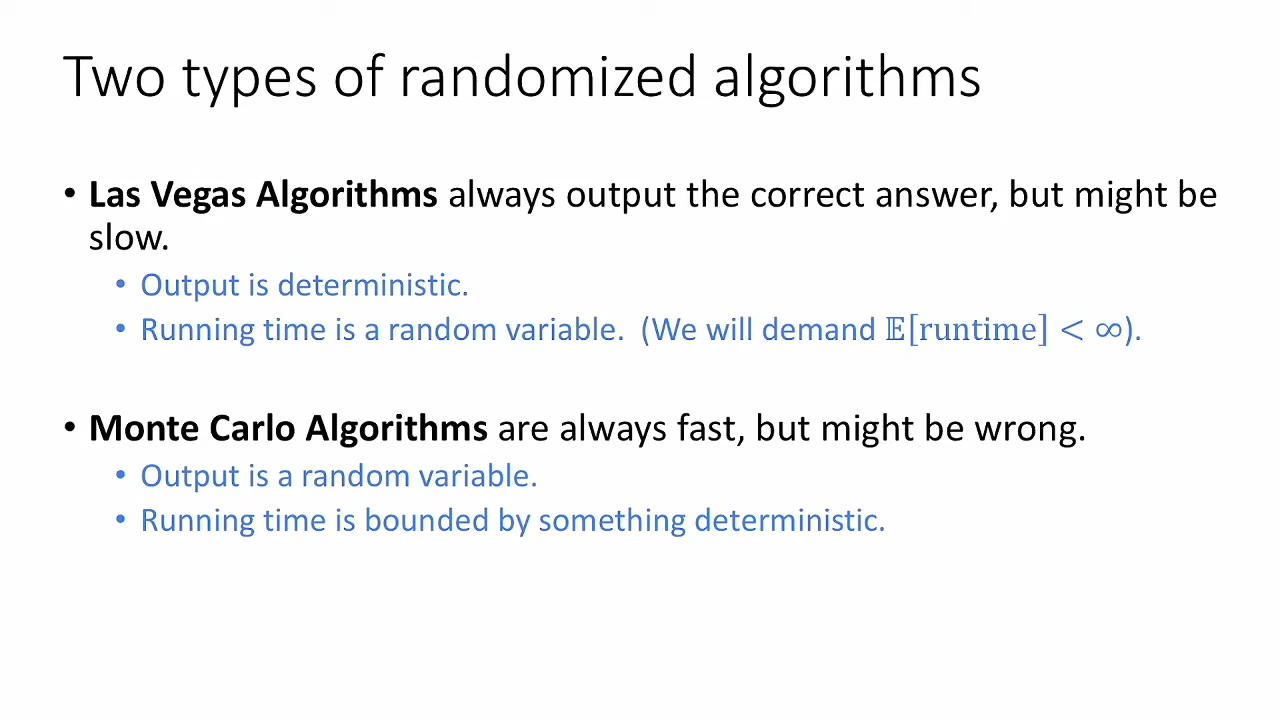 Two types of randomized algorithms
• Las Vegas Algorithms always output the correct answer, but might be
slow.
• Output is deterministic.
• Running time is a random variable.  (We will demand 𝔼[runtime] < ∞).
• Monte Carlo Algorithms are always fast, but might be wrong.
• Output is a random variable.
• Running time is bounded by something deterministic.